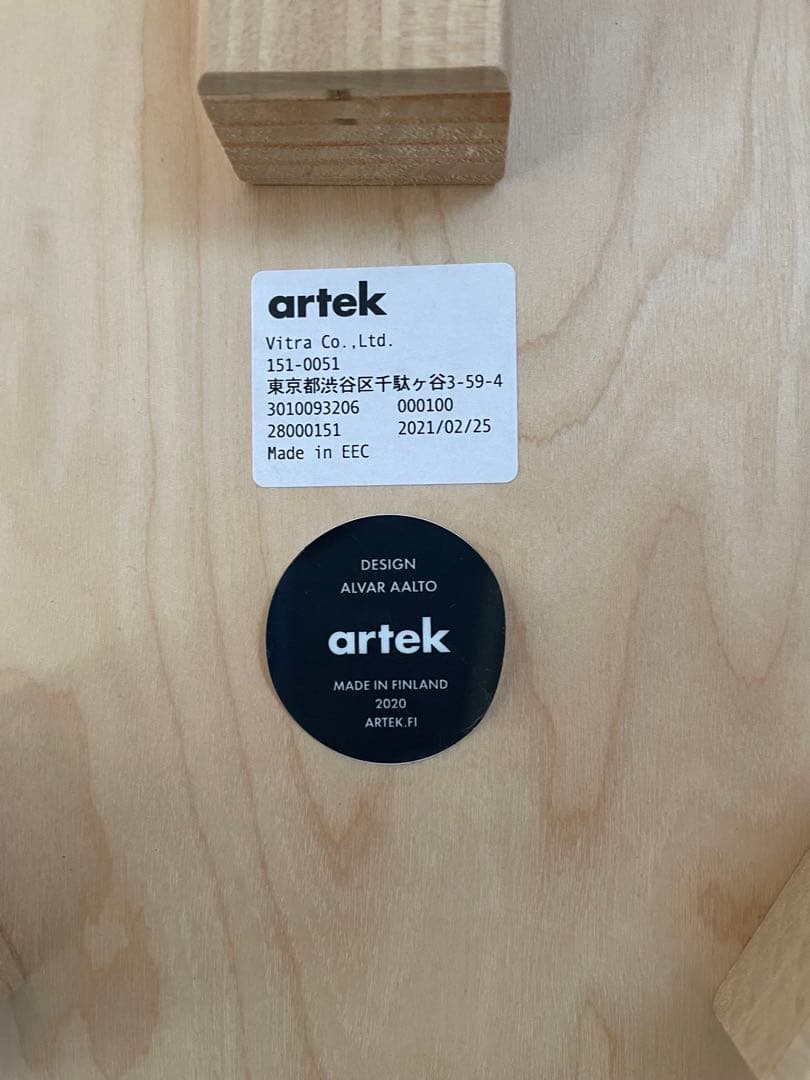 artek
Vitra Co.,Ltd.
151-0051
東京都渋谷区千駄ヶ谷3-59-4
3010093206 000100
28000151 2021/02/25
Made in EEC
DESIGN
ALVAR AALTO
artek
MADE IN FINLAND
2020
ARTEK.FI